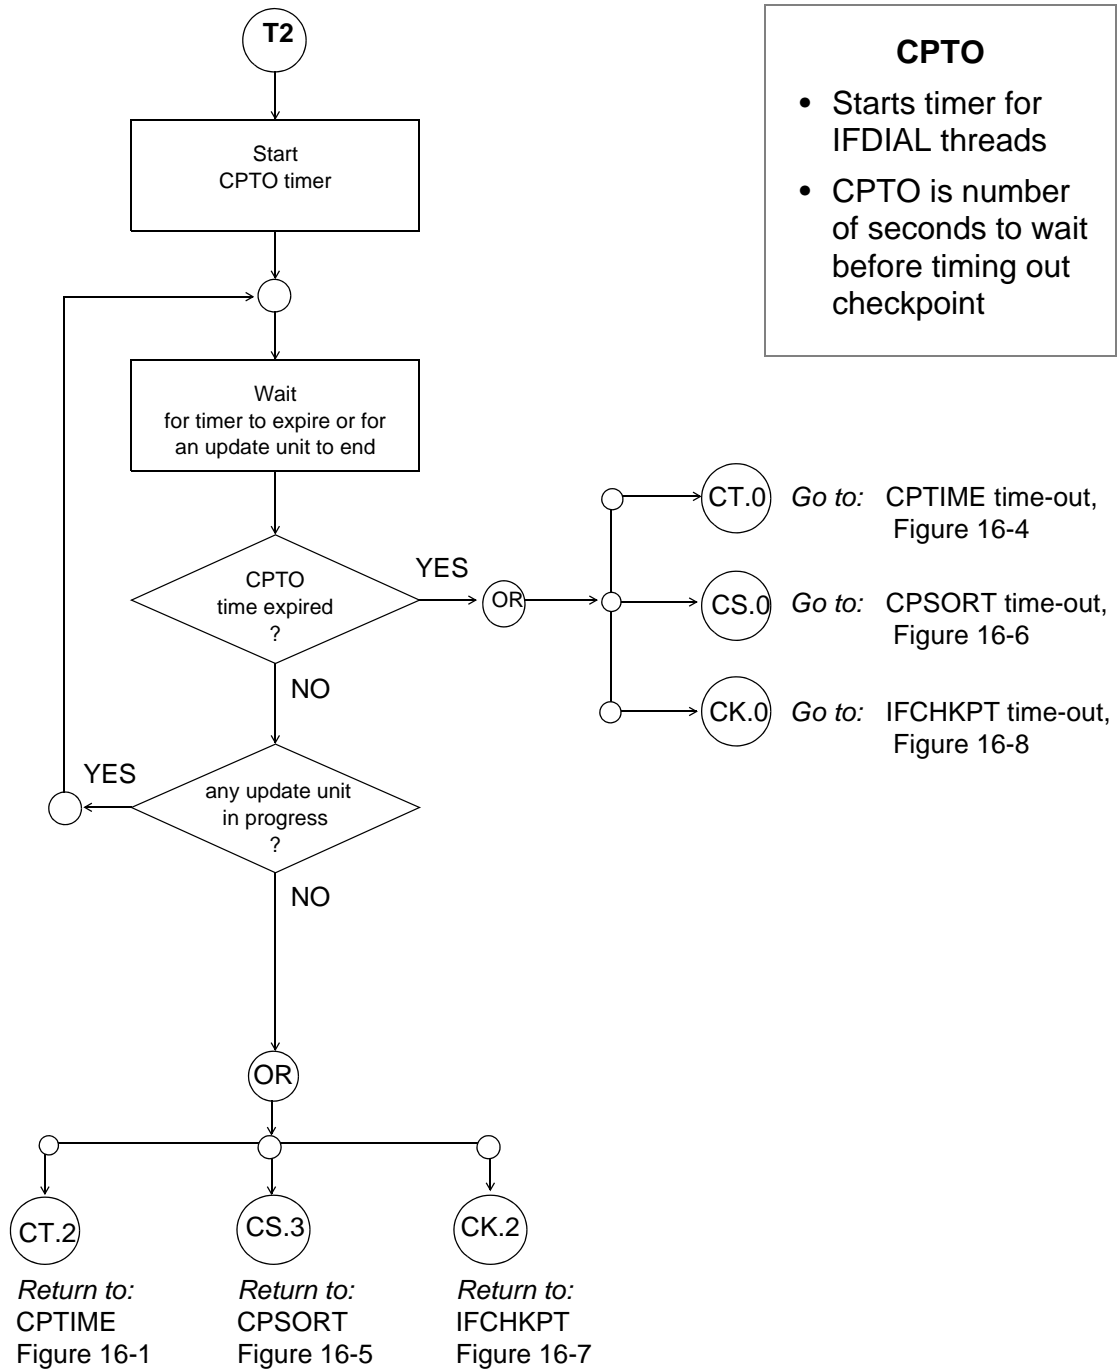 T2
CPTO
• Starts timer for
IFDIAL threads
• CPTO is number
of seconds to wait
before timing out
checkpoint
Start
CPTO timer
Wait
for timer to expire or for
an update unit to end
CPTO
time expired
?
YES
OR
CT.0
Go to: CPTIME time-out,
Figure 16-4
CS.0
Go to: CPSORT time-out,
Figure 16-6
CK.0
Go to: IFCHKPT time-out,
Figure 16-8
NO
any update unit
in progress
?
YES
NO
OR
CT.2
Return to:
CPTIME
Figure 16-1
CS.3
Return to:
CPSORT
Figure 16-5
CK.2
Return to:
IFCHKPT
Figure 16-7